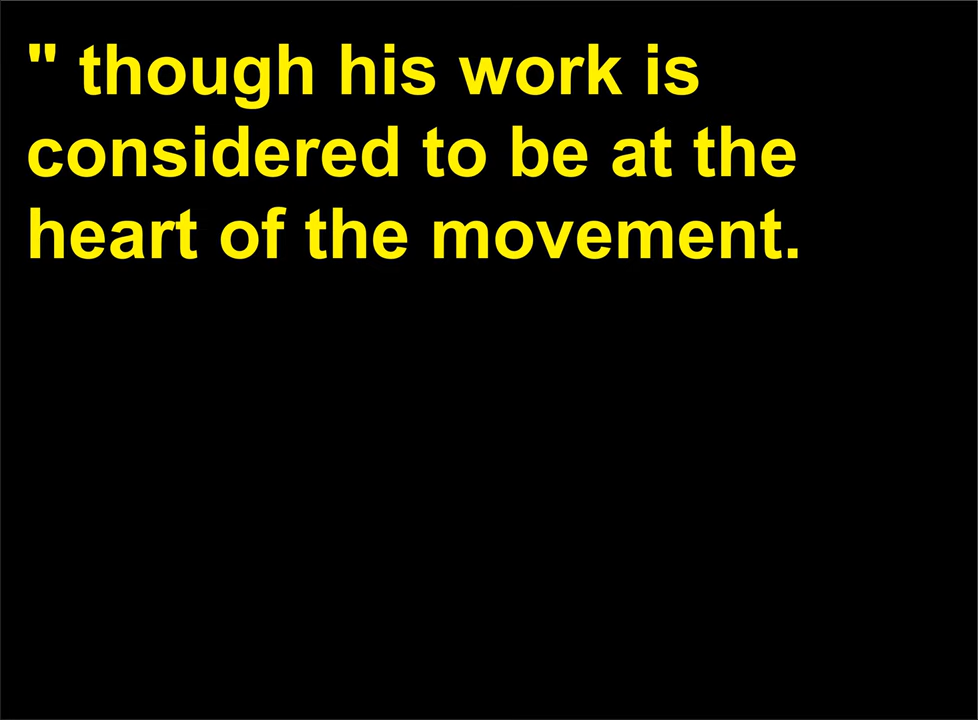 " though his work is
considered to be at the
heart of the movement.